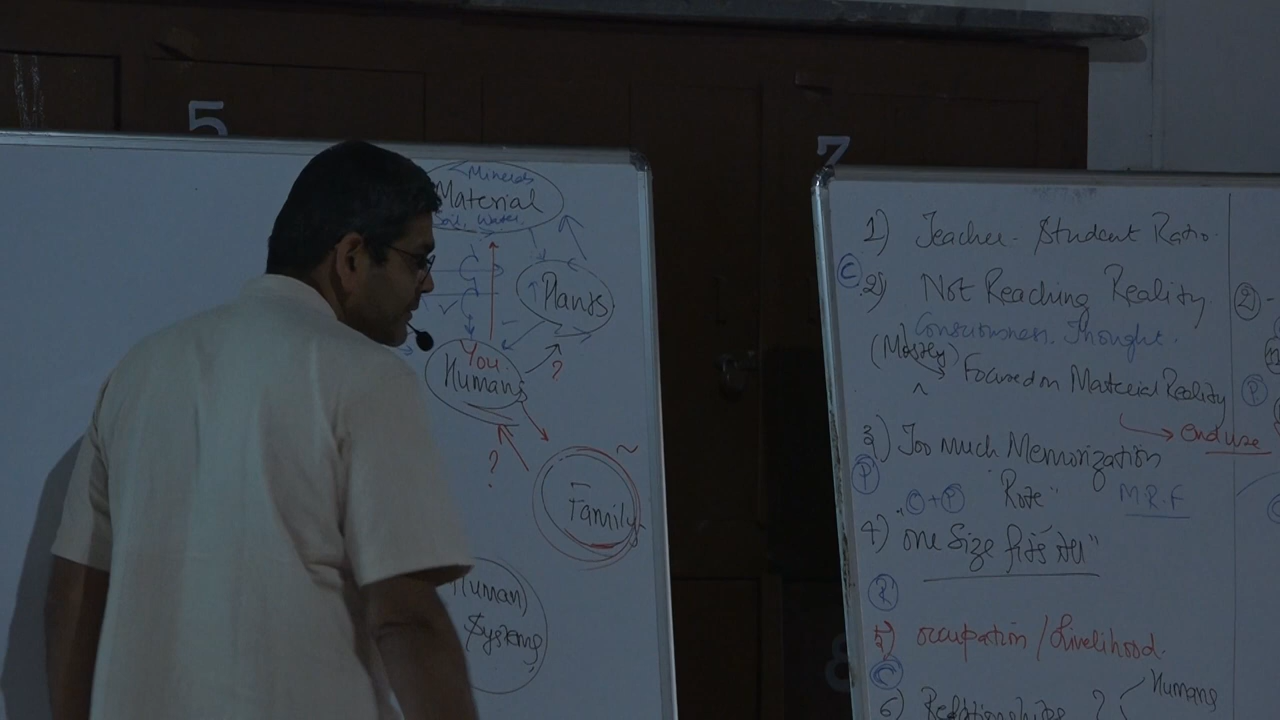 5
7
Minerals
Material
Soil, Water
Plants
You
Humans
?
?
Family
Human)
Systems
1) Teacher - Student Ratio
C
2) Not Reaching Reality
Consciousness, Thought.
(Mostly) Focused on Material Reality
→ end use
3) Too much Memorization
P
"Rote"
M.R.F
C+P
4) "one Size fits All"
R
5) occupation / Livelihood.
C
6) Relationships ?
Humans
2) -
P
8